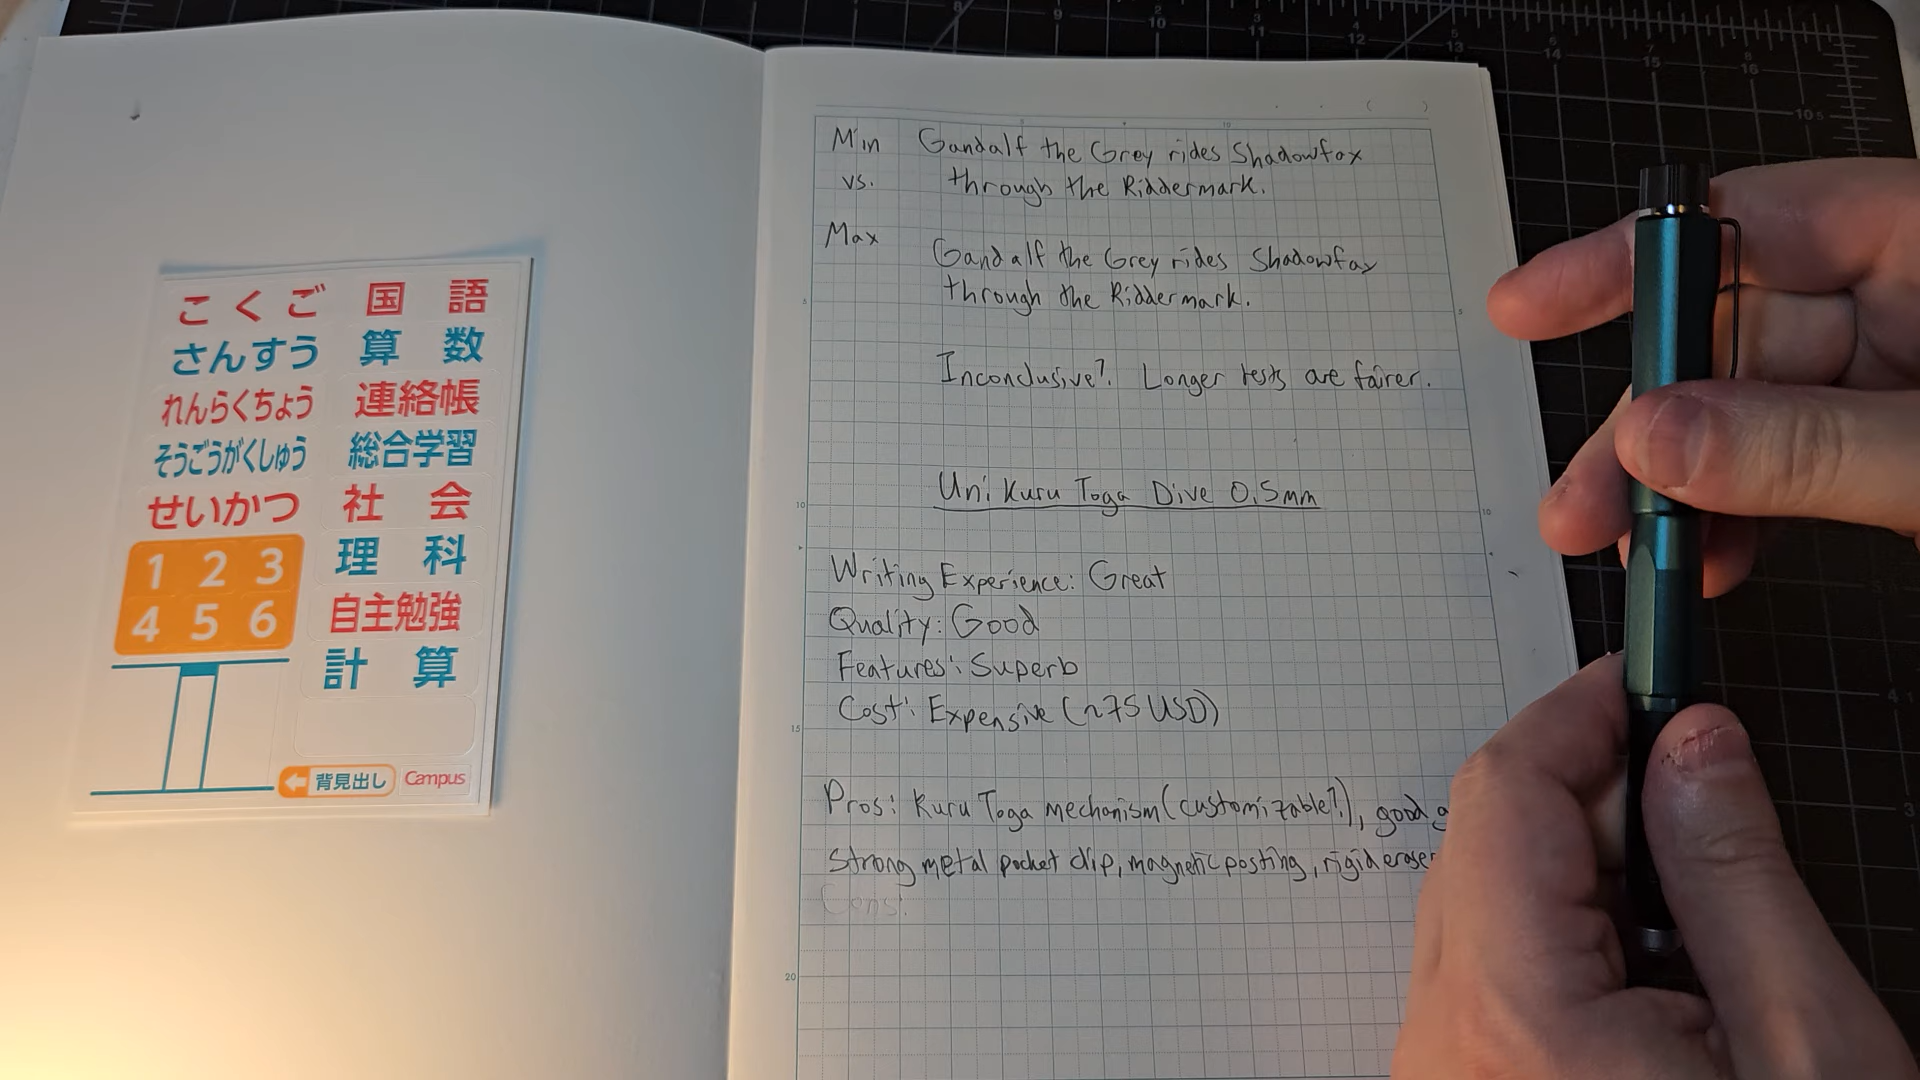 こくご 国語
さんすう 算数
れんらくちょう 連絡帳
そうごうがくしゅう 総合学習
せいかつ 社会
1 2 3 理科
4 5 6 自主勉強
計算
背見出し Campus
Min Gandalf the Grey rides Shadowfax
vs. through the Riddermark.
Max Gandalf the Grey rides Shadowfax
through the Riddermark.
Inconclusive?. Longer tests are fairer.
Uni Kuru Toga Dive 0.5mm
Writing Experience: Great
Quality: Good
Features: Superb
Cost: Expensive (~75 USD)
Pros: Kuru Toga mechanism (customizable!), good
strong metal pocket clip, magnetic posting, rigid eraser
Cons: